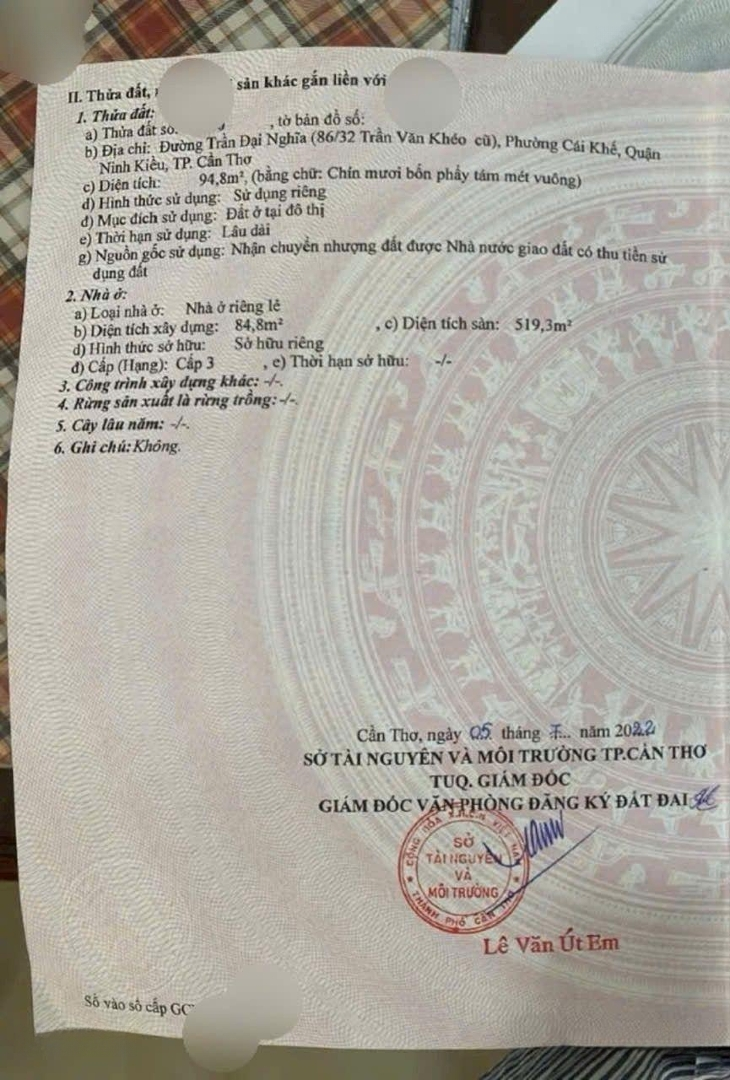 II. Thửa đất, sản khác gắn liền với
1. Thửa đất:
a) Thửa đất số: , tờ bản đồ số:
b) Địa chỉ: Đường Trần Đại Nghĩa (86/32 Trần Văn Khéo cũ), Phường Cái Khế, Quận
Ninh Kiều, TP. Cần Thơ
c) Diện tích: 94,8m², (bằng chữ: Chín mươi bốn phẩy tám mét vuông)
d) Hình thức sử dụng: Sử dụng riêng
đ) Mục đích sử dụng: Đất ở tại đô thị
e) Thời hạn sử dụng: Lâu dài
g) Nguồn gốc sử dụng: Nhận chuyển nhượng đất được Nhà nước giao đất có thu tiền sử
dụng đất
2. Nhà ở:
a) Loại nhà ở: Nhà ở riêng lẻ
b) Diện tích xây dựng: 84,8m² , c) Diện tích sàn: 519,3m²
d) Hình thức sở hữu: Sở hữu riêng
đ) Cấp (Hạng): Cấp 3 , e) Thời hạn sở hữu: -/-
3. Công trình xây dựng khác: -/-.
4. Rừng sản xuất là rừng trồng: -/-.
5. Cây lâu năm: -/-.
6. Ghi chú: Không.
Cần Thơ, ngày 05 tháng ... năm 2022
SỞ TÀI NGUYÊN VÀ MÔI TRƯỜNG TP.CẦN THƠ
TUQ. GIÁM ĐỐC
GIÁM ĐỐC VĂN PHÒNG ĐĂNG KÝ ĐẤT ĐAI
CỘNG HÒA X.H.C.N VIỆT NAM
SỞ
TÀI NGUYÊN
VÀ
MÔI TRƯỜNG
THÀNH PHỐ CẦN THƠ
Lê Văn Út Em
Số vào sổ cấp GC